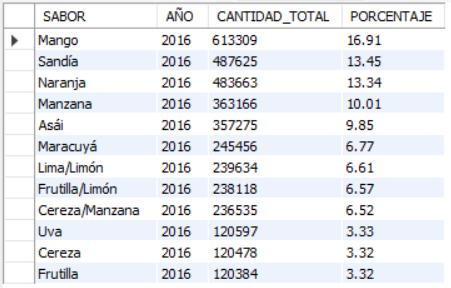 SABOR AÑO CANTIDAD_TOTAL PORCENTAJE
Mango 2016 613309 16.91
Sandía 2016 487625 13.45
Naranja 2016 483663 13.34
Manzana 2016 363166 10.01
Asái 2016 357275 9.85
Maracuyá 2016 245456 6.77
Lima/Limón 2016 239634 6.61
Frutilla/Limón 2016 238118 6.57
Cereza/Manzana 2016 236535 6.52
Uva 2016 120597 3.33
Cereza 2016 120478 3.32
Frutilla 2016 120384 3.32